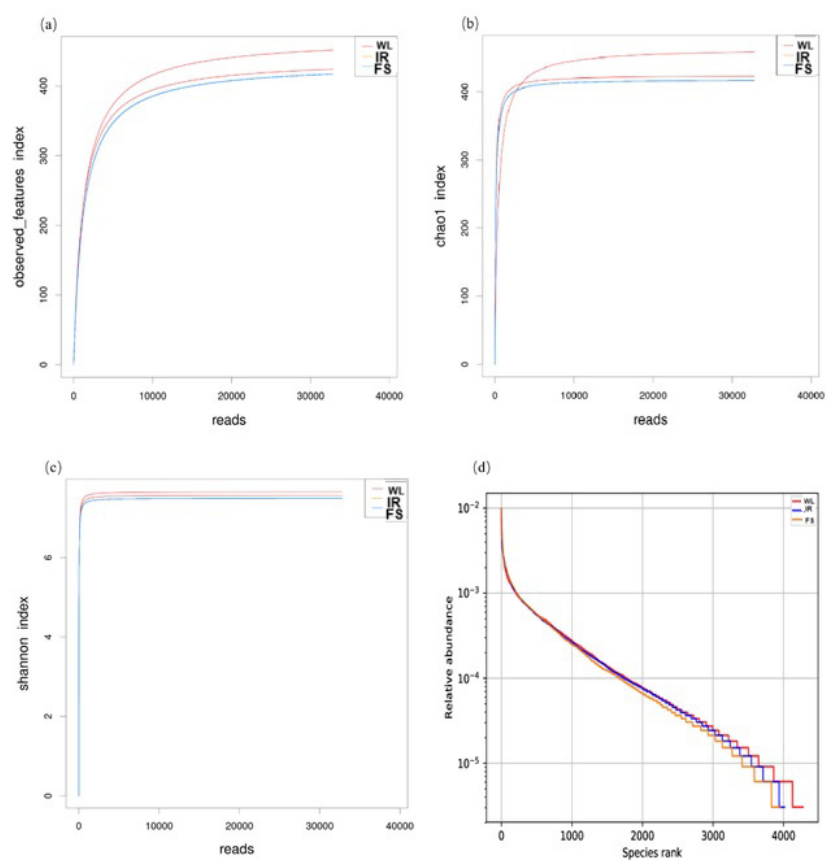 (a)
WL
IR
FS
400
300
200
100
0
observed_features index
0 10000 20000 30000 40000
reads
(b)
WL
IR
FS
400
300
200
100
0
chao1 index
0 10000 20000 30000 40000
reads
(c)
WL
IR
FS
6
4
2
0
shannon index
0 10000 20000 30000 40000
reads
(d)
WL
IR
FS
10⁻²
10⁻³
10⁻⁴
10⁻⁵
Relative abundance
0 1000 2000 3000 4000
Species rank